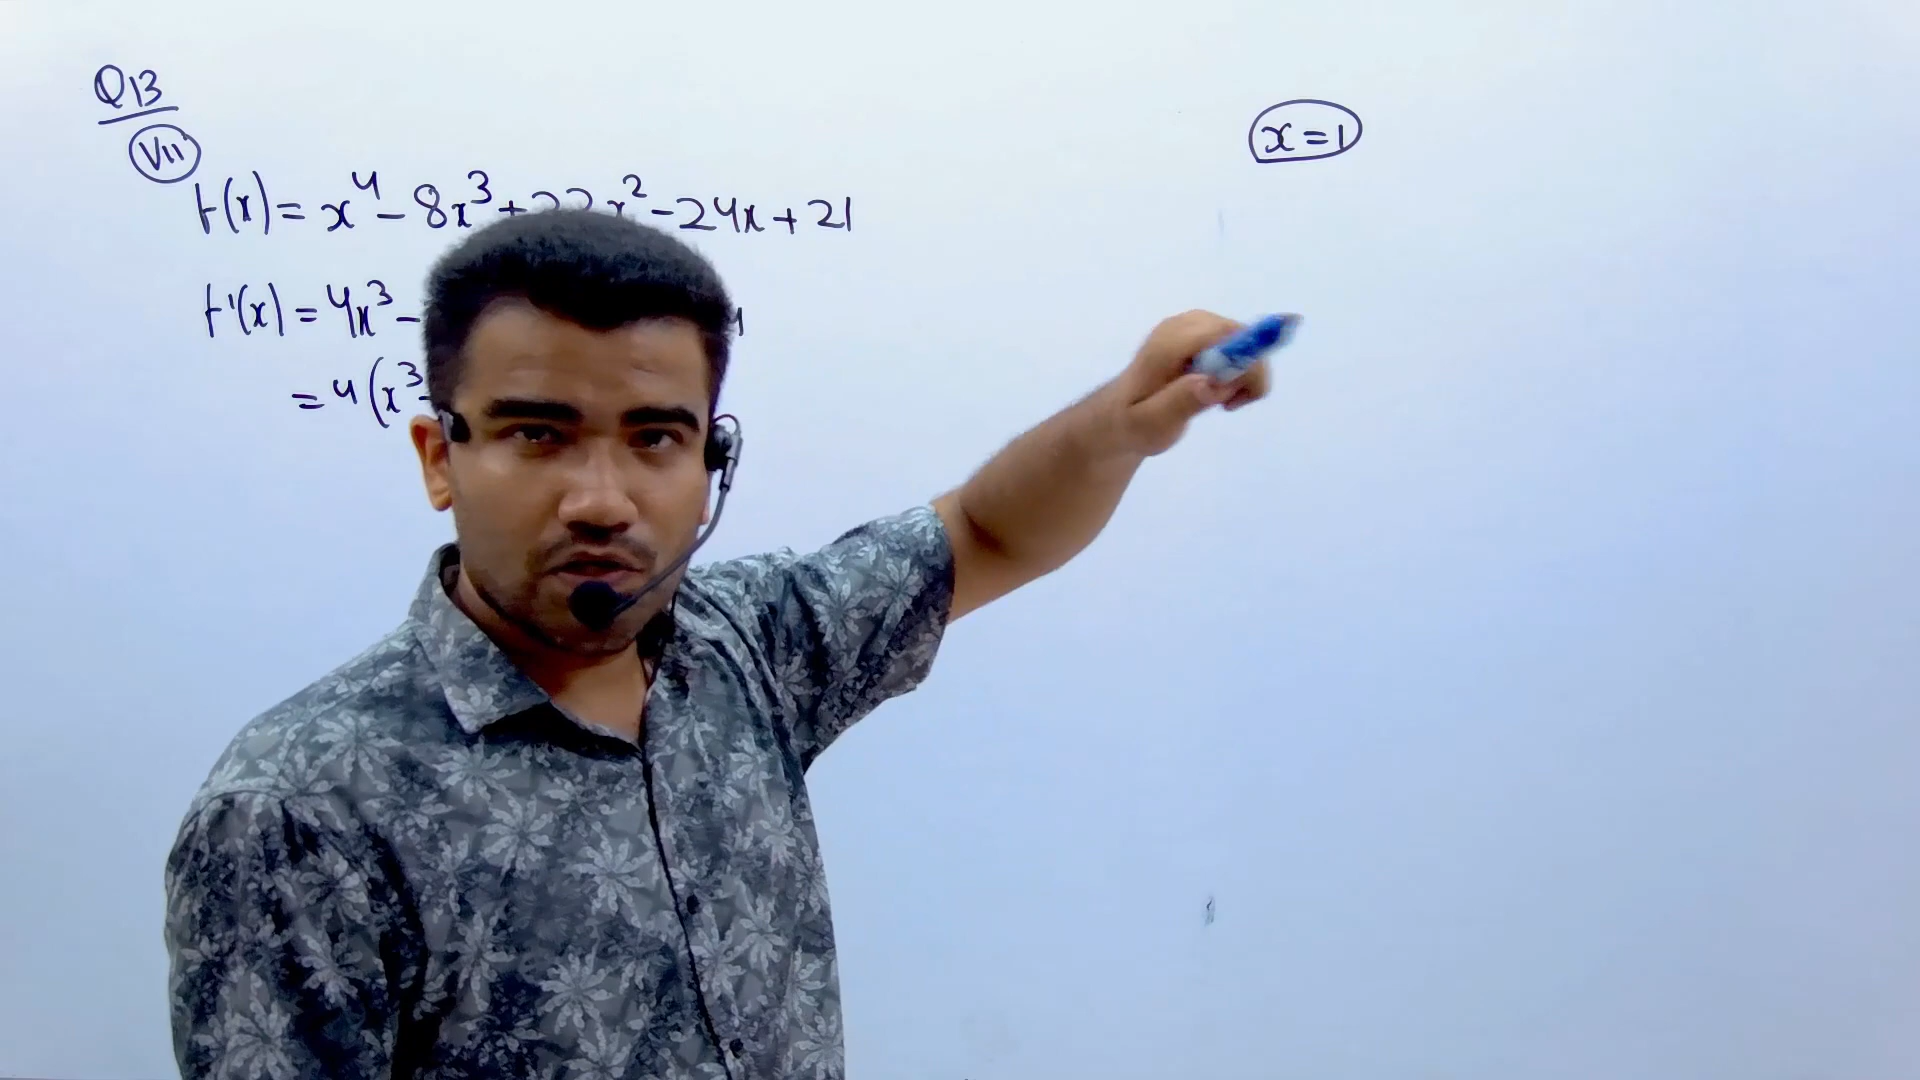 Q13
VII
x=1
f(x) = x⁴ - 8x³ + 22x² - 24x + 21
f'(x) = 4x³ -
= 4(x³ -